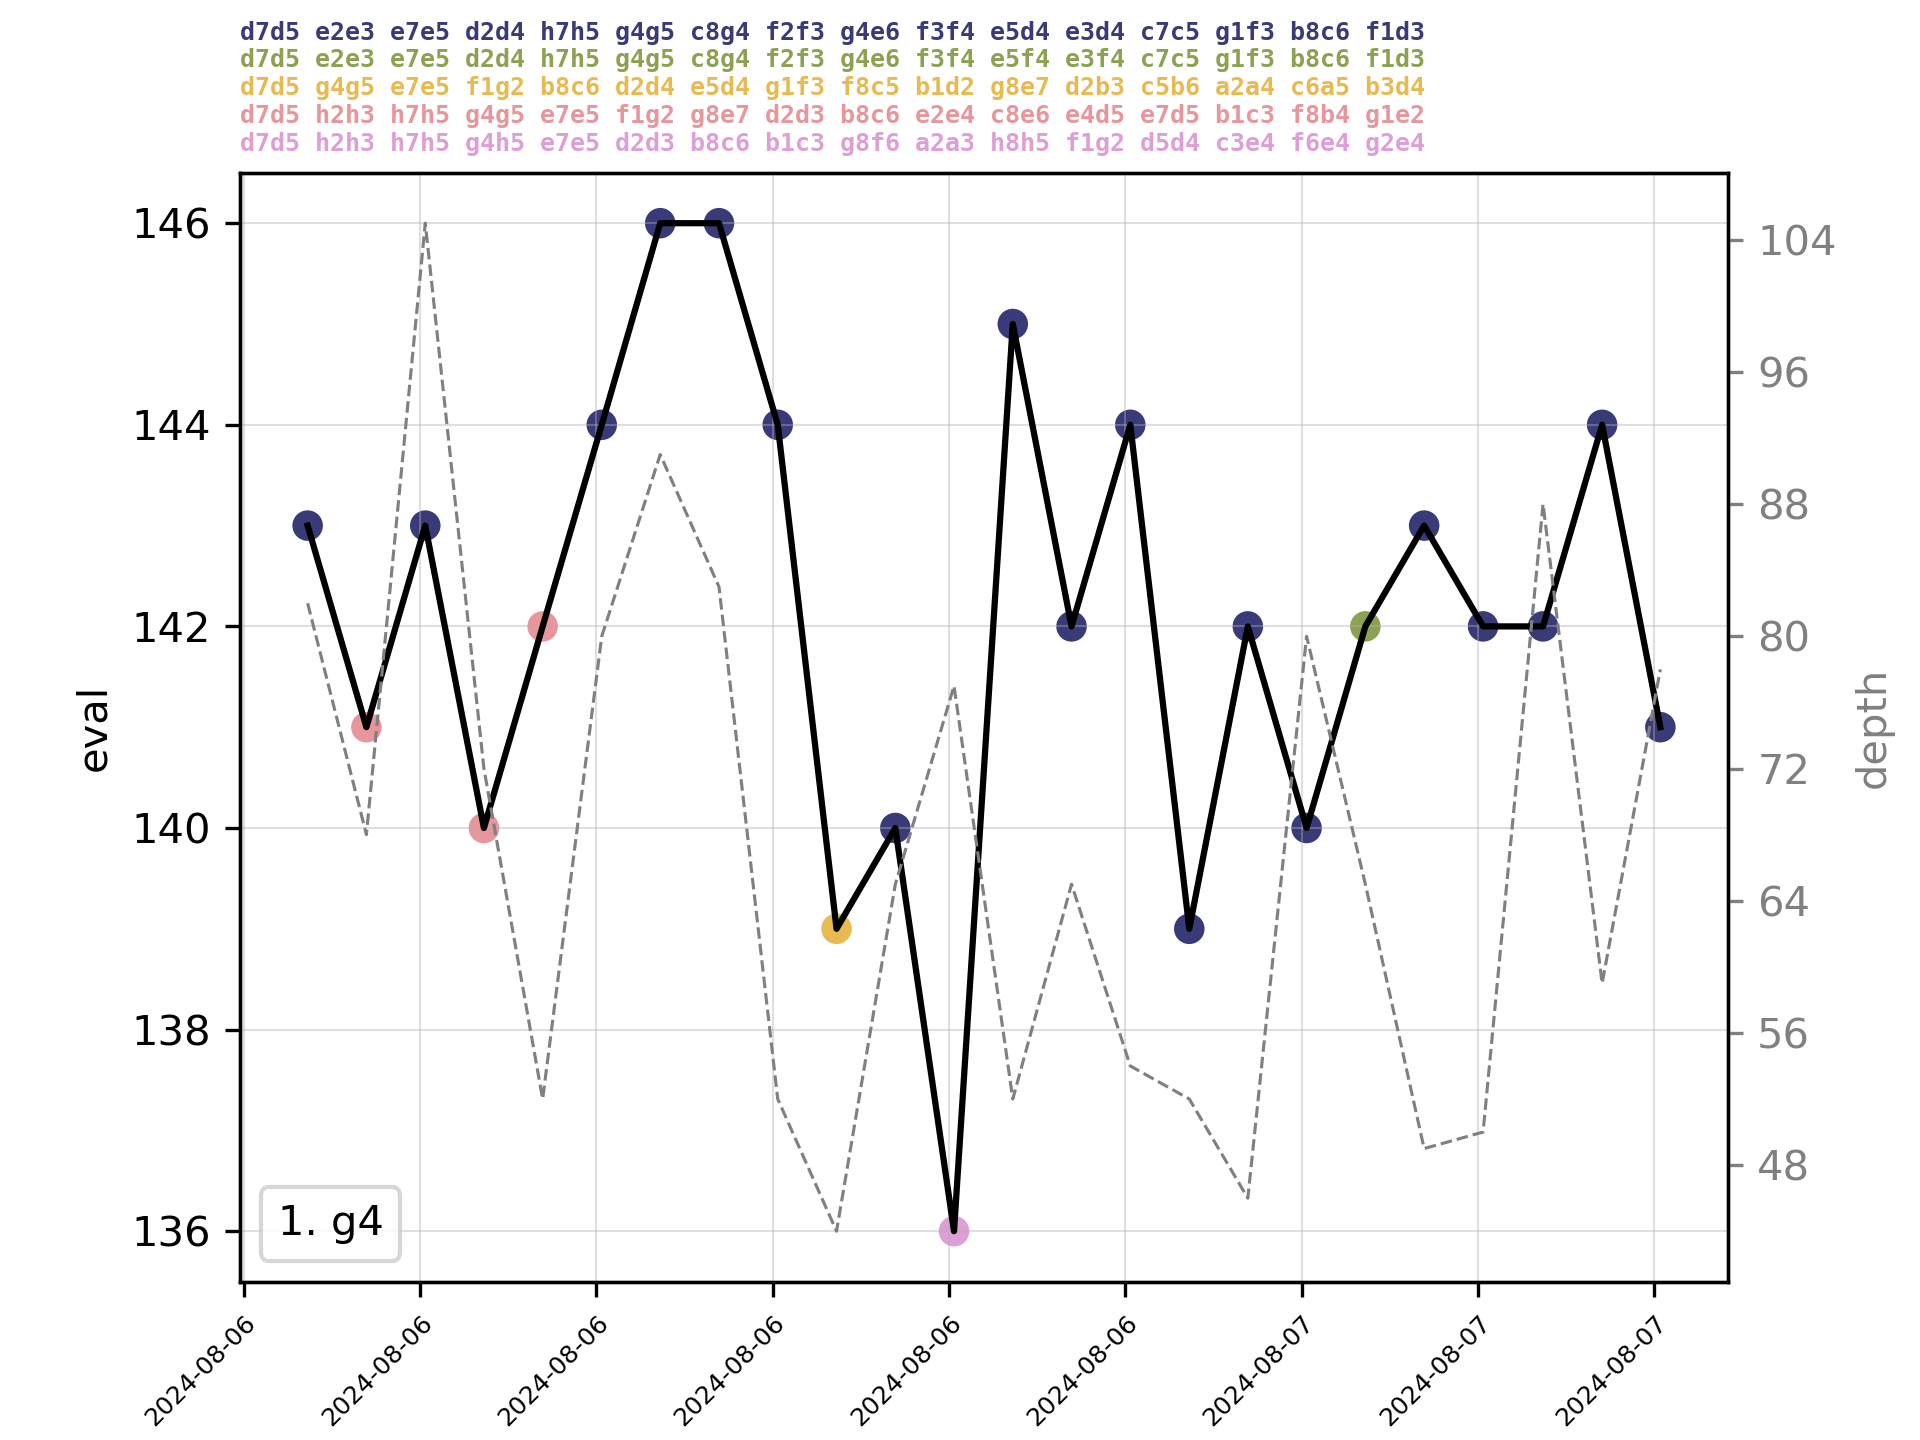 d7d5 e2e3 e7e5 d2d4 h7h5 g4g5 c8g4 f2f3 g4e6 f3f4 e5d4 e3d4 c7c5 g1f3 b8c6 f1d3
d7d5 e2e3 e7e5 d2d4 h7h5 g4g5 c8g4 f2f3 g4e6 f3f4 e5f4 e3f4 c7c5 g1f3 b8c6 f1d3
d7d5 g4g5 e7e5 f1g2 b8c6 d2d4 e5d4 g1f3 f8c5 b1d2 g8e7 d2b3 c5b6 a2a4 c6a5 b3d4
d7d5 h2h3 h7h5 g4g5 e7e5 f1g2 g8e7 d2d3 b8c6 e2e4 c8e6 e4d5 e7d5 b1c3 f8b4 g1e2
d7d5 h2h3 h7h5 g4h5 e7e5 d2d3 b8c6 b1c3 g8f6 a2a3 h8h5 f1g2 d5d4 c3e4 f6e4 g2e4
146
144
142
140
138
136
eval
104
96
88
80
72
64
56
48
depth
1. g4
2024-08-06
2024-08-06
2024-08-06
2024-08-06
2024-08-06
2024-08-06
2024-08-07
2024-08-07
2024-08-07